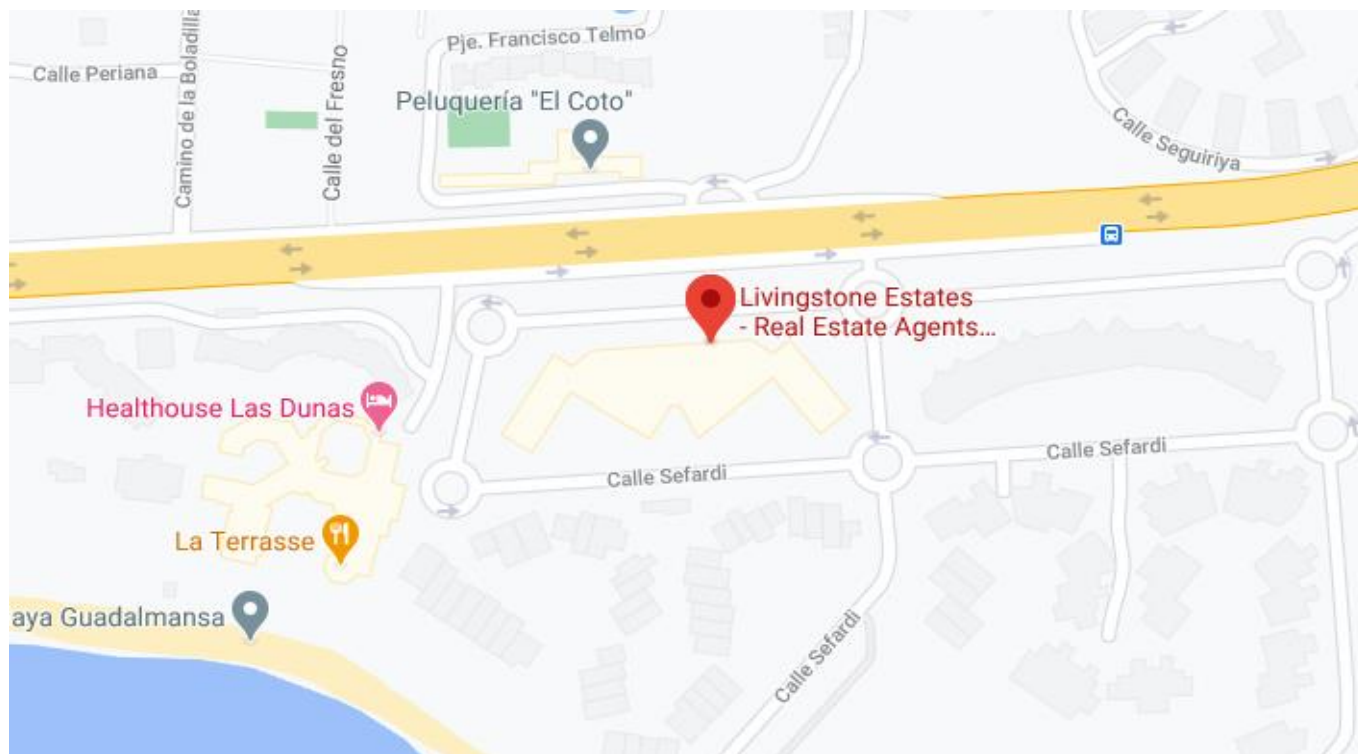 Pje. Francisco Telmo
Calle Periana
Camino de la Boladilla
Calle del Fresno
Peluquería "El Coto"
Calle Seguiriya
Livingstone Estates
- Real Estate Agents...
Healthouse Las Dunas
Calle Sefardi
Calle Sefardi
La Terrasse
aya Guadalmansa
Calle Sefardi